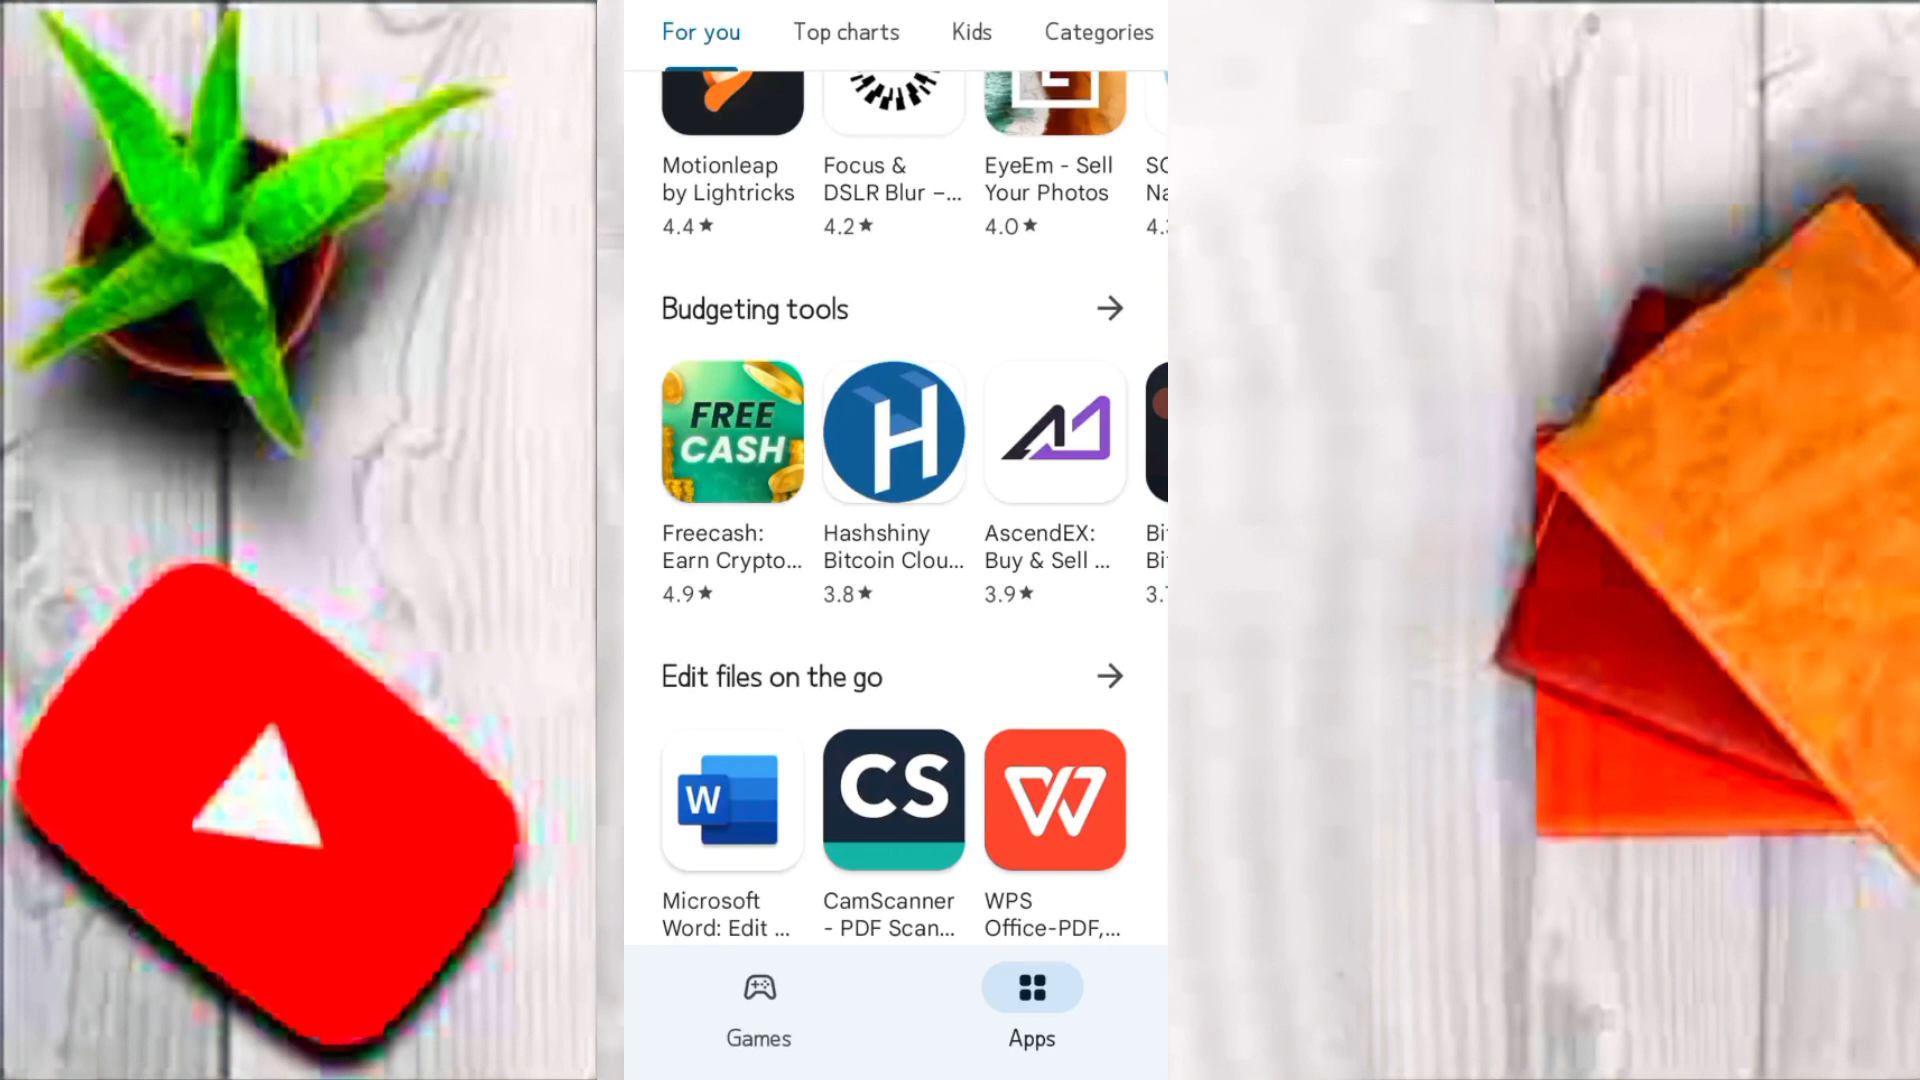 For you Top charts Kids Categories
E
Motionleap
by Lightricks
4.4★
Focus &
DSLR Blur –...
4.2★
EyeEm - Sell
Your Photos
4.0★
Budgeting tools
FREE
CASH
Freecash:
Earn Crypto...
4.9★
H
Hashshiny
Bitcoin Clou...
3.8★
AscendEX:
Buy & Sell ...
3.9★
Edit files on the go
W
Microsoft
Word: Edit ...
CS
CamScanner
- PDF Scan...
W
WPS
Office-PDF,...
Games
Apps